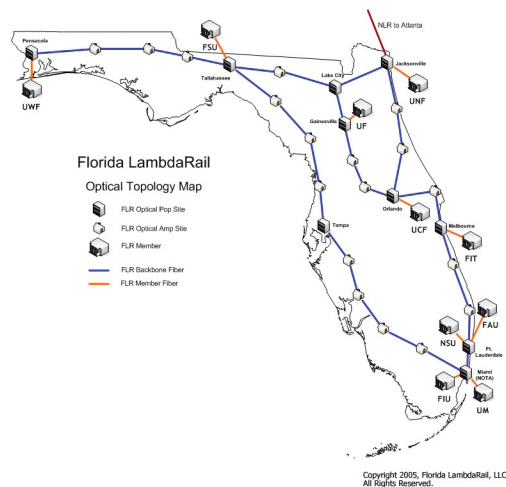 NLR to Atlanta
FSU
Pensacola
Jacksonville
Tallahassee
Lake City
UNF
UWF
Gainesville
UF
Florida LambdaRail
Optical Topology Map
FLR Optical Pop Site
Orlando
UCF
FLR Optical Amp Site
Tampa
Melbourne
FLR Member
FIT
FLR Backbone Fiber
FLR Member Fiber
FAU
NSU
Ft.
Lauderdale
Miami
(NOTA)
FIU
UM
Copyright 2005, Florida LambdaRail, LLC
All Rights Reserved.